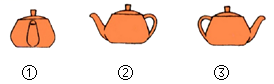 ① ② ③